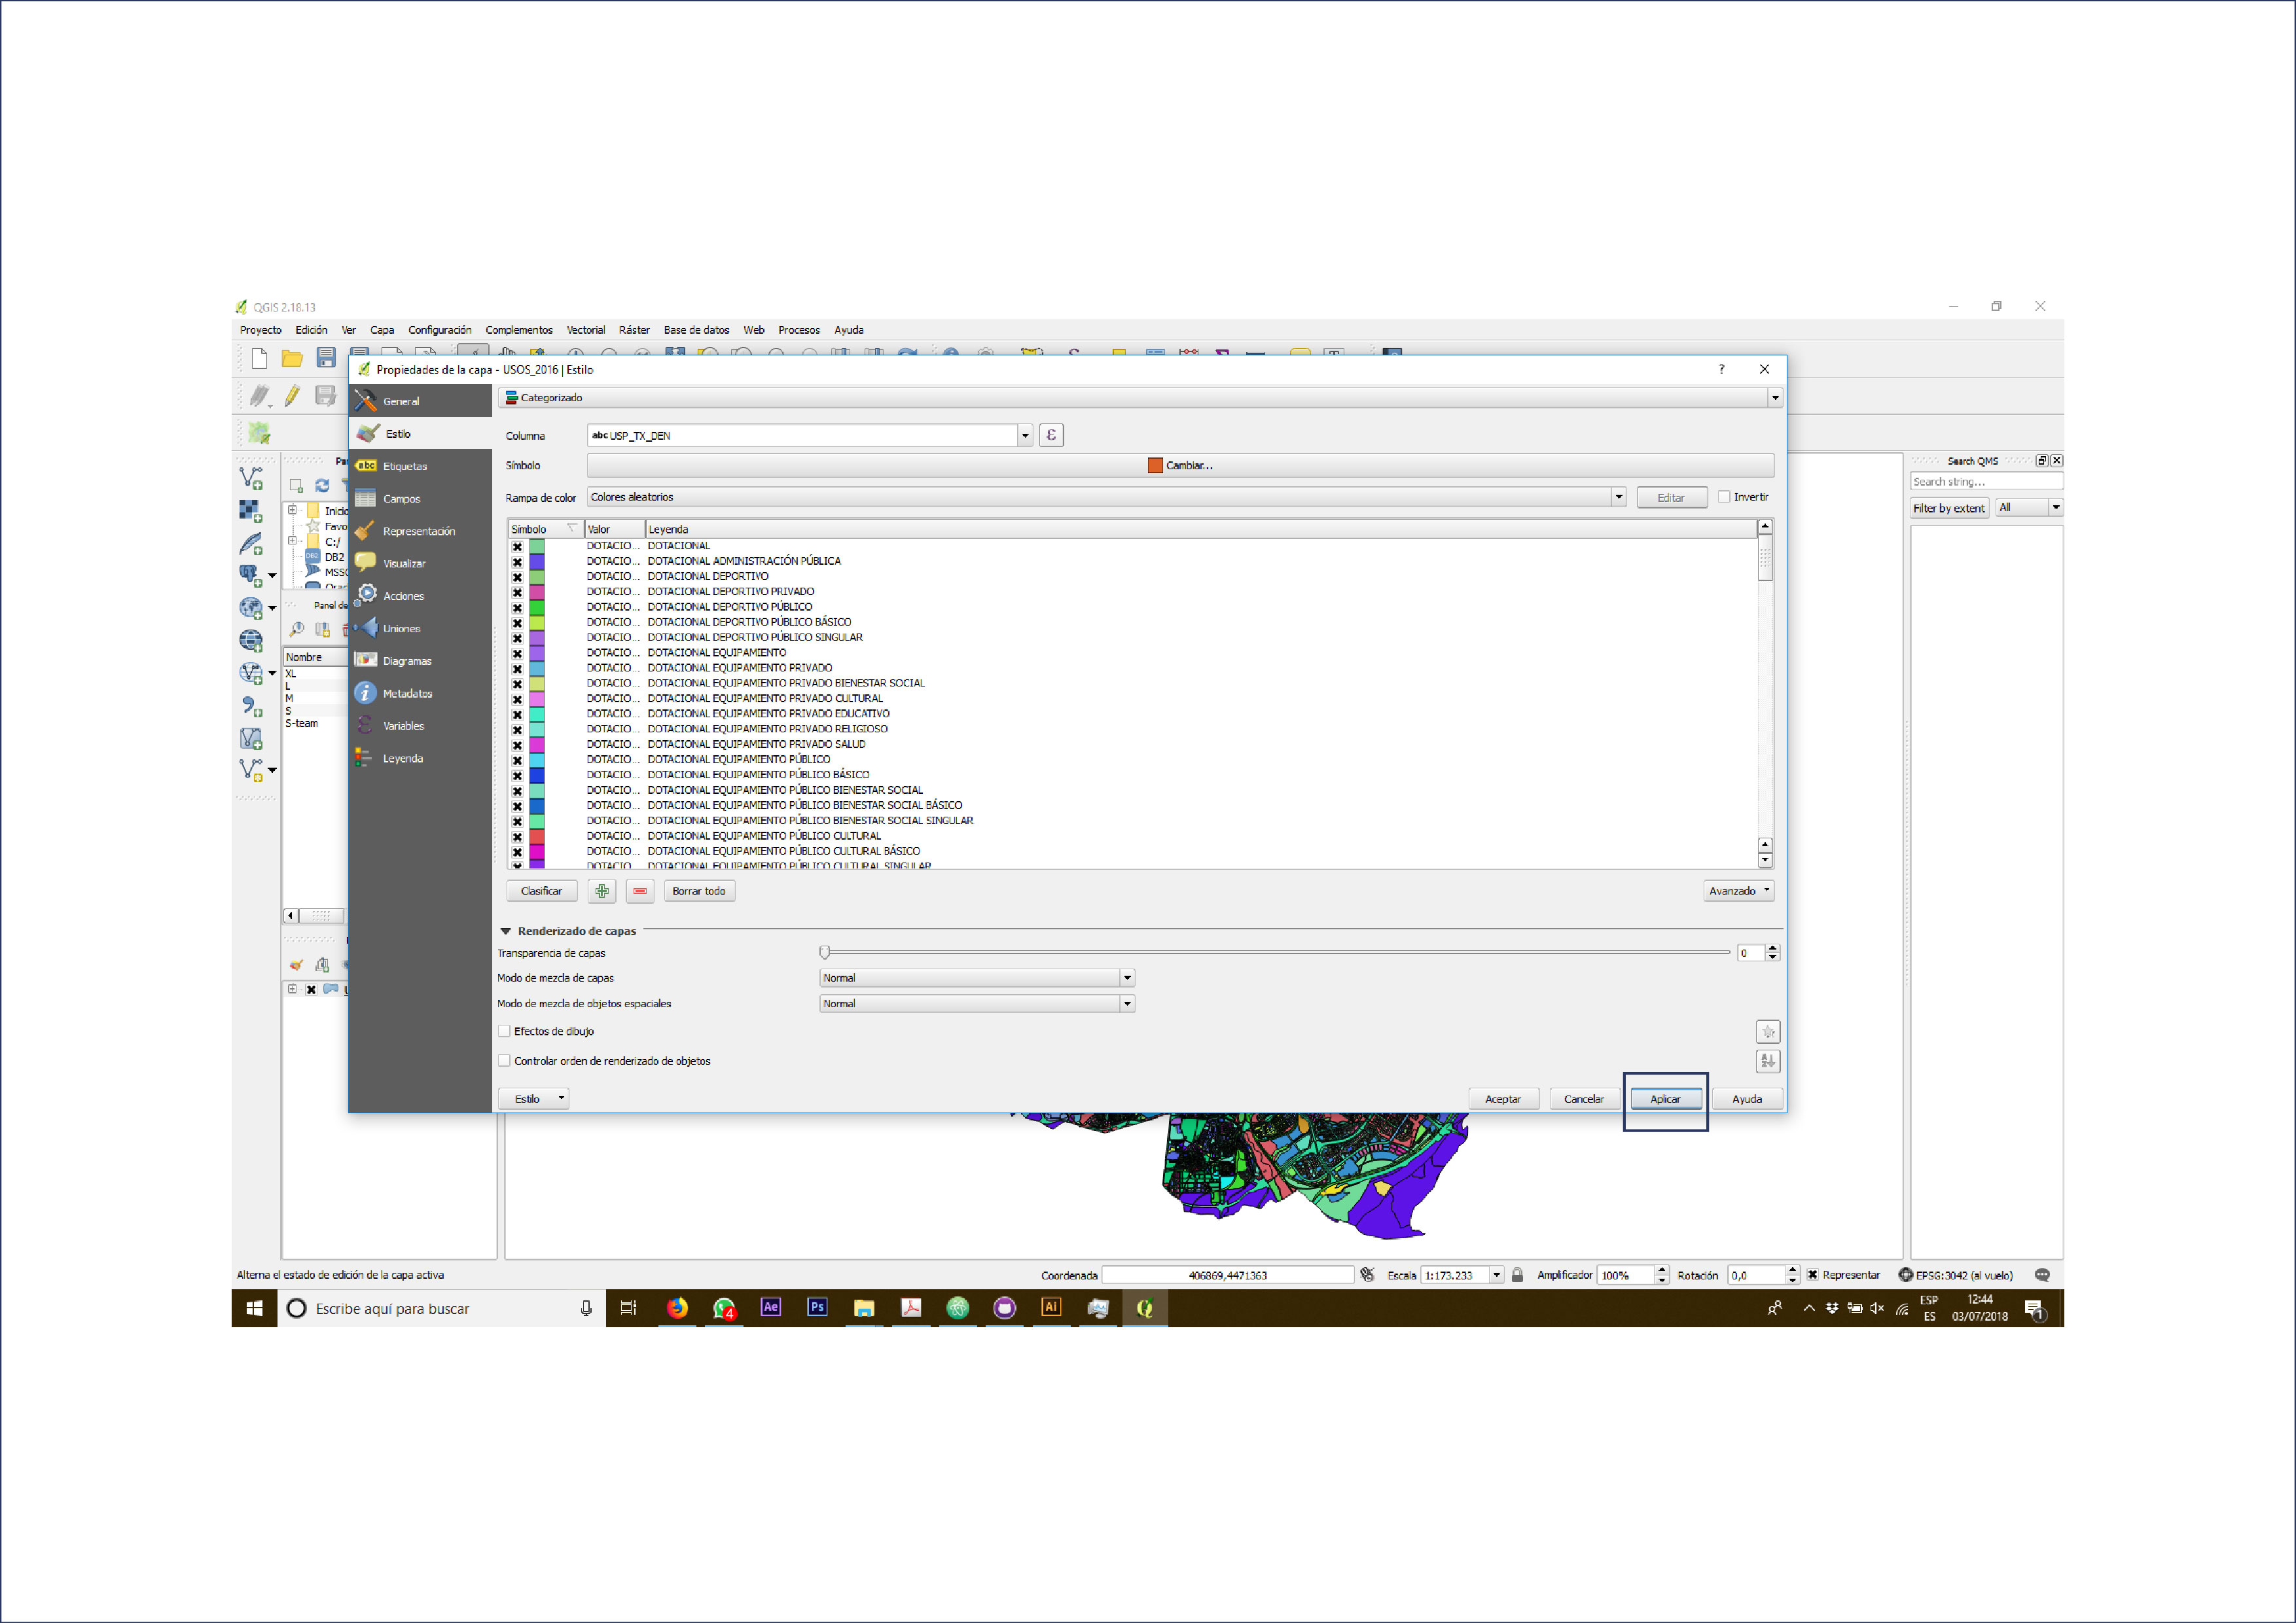 QGIS 2.18.13
Proyecto Edición Ver Capa Configuración Complementos Vectorial Ráster Base de datos Web Procesos Ayuda
Propiedades de la capa - USOS_2016 | Estilo
?
General
Estilo
Etiquetas
Campos
Representación
Visualizar
Acciones
Uniones
Diagramas
Metadatos
Variables
Leyenda
Categorizado
Columna abc USP_TX_DEN ε
Símbolo Cambiar...
Rampa de color Colores aleatorios Editar Invertir
Símbolo Valor Leyenda
DOTACIO... DOTACIONAL
DOTACIO... DOTACIONAL ADMINISTRACIÓN PÚBLICA
DOTACIO... DOTACIONAL DEPORTIVO
DOTACIO... DOTACIONAL DEPORTIVO PRIVADO
DOTACIO... DOTACIONAL DEPORTIVO PÚBLICO
DOTACIO... DOTACIONAL DEPORTIVO PÚBLICO BÁSICO
DOTACIO... DOTACIONAL DEPORTIVO PÚBLICO SINGULAR
DOTACIO... DOTACIONAL EQUIPAMIENTO
DOTACIO... DOTACIONAL EQUIPAMIENTO PRIVADO
DOTACIO... DOTACIONAL EQUIPAMIENTO PRIVADO BIENESTAR SOCIAL
DOTACIO... DOTACIONAL EQUIPAMIENTO PRIVADO CULTURAL
DOTACIO... DOTACIONAL EQUIPAMIENTO PRIVADO EDUCATIVO
DOTACIO... DOTACIONAL EQUIPAMIENTO PRIVADO RELIGIOSO
DOTACIO... DOTACIONAL EQUIPAMIENTO PRIVADO SALUD
DOTACIO... DOTACIONAL EQUIPAMIENTO PÚBLICO
DOTACIO... DOTACIONAL EQUIPAMIENTO PÚBLICO BÁSICO
DOTACIO... DOTACIONAL EQUIPAMIENTO PÚBLICO BIENESTAR SOCIAL
DOTACIO... DOTACIONAL EQUIPAMIENTO PÚBLICO BIENESTAR SOCIAL BÁSICO
DOTACIO... DOTACIONAL EQUIPAMIENTO PÚBLICO BIENESTAR SOCIAL SINGULAR
DOTACIO... DOTACIONAL EQUIPAMIENTO PÚBLICO CULTURAL
DOTACIO... DOTACIONAL EQUIPAMIENTO PÚBLICO CULTURAL BÁSICO
DOTACIO... DOTACIONAL EQUIPAMIENTO PÚBLICO CULTURAL SINGULAR
Clasificar Borrar todo Avanzado
Renderizado de capas
Transparencia de capas 0
Modo de mezcla de capas Normal
Modo de mezcla de objetos espaciales Normal
Efectos de dibujo
Controlar orden de renderizado de objetos
Estilo Aceptar Cancelar Aplicar Ayuda
Inicio
Favo
C:/
DB2
MSSQ
Orac
Panel de
Nombre
XL
L
M
S
S-team
Search QMS
Search string...
Filter by extent All
Alterna el estado de edición de la capa activa
Coordenada 406869,4471363 Escala 1:173.233 Amplificador 100% Rotación 0,0 Representar EPSG:3042 (al vuelo)
Escribe aquí para buscar 4 Ae Ps Ai
ESP 12:44
ES 03/07/2018 1